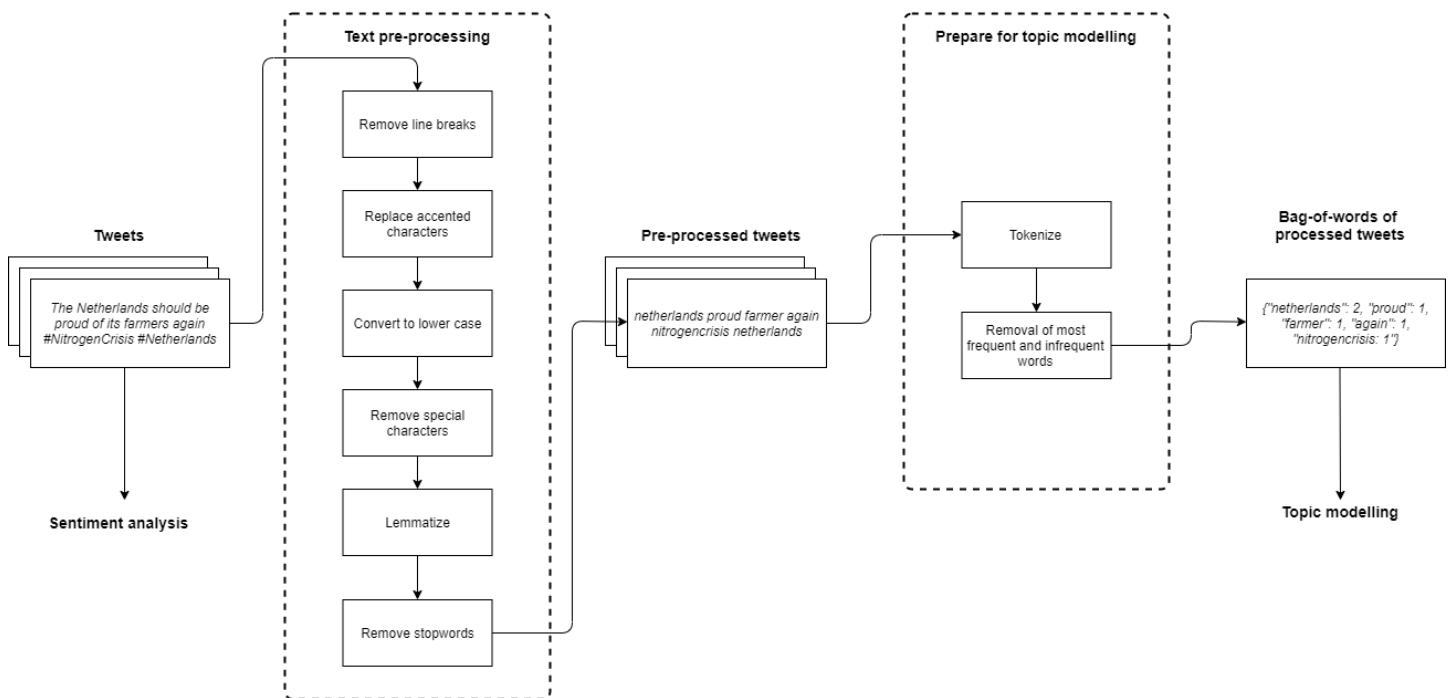 Text pre-processing
Prepare for topic modelling
Remove line breaks
Replace accented
characters
Tweets
Pre-processed tweets
Tokenize
Bag-of-words of
processed tweets
The Netherlands should be
proud of its farmers again
#NitrogenCrisis #Netherlands
Convert to lower case
netherlands proud farmer again
nitrogencrisis netherlands
Removal of most
frequent and infrequent
words
{"netherlands": 2, "proud": 1,
"farmer": 1, "again": 1,
"nitrogencrisis: 1"}
Remove special
characters
Sentiment analysis
Lemmatize
Topic modelling
Remove stopwords